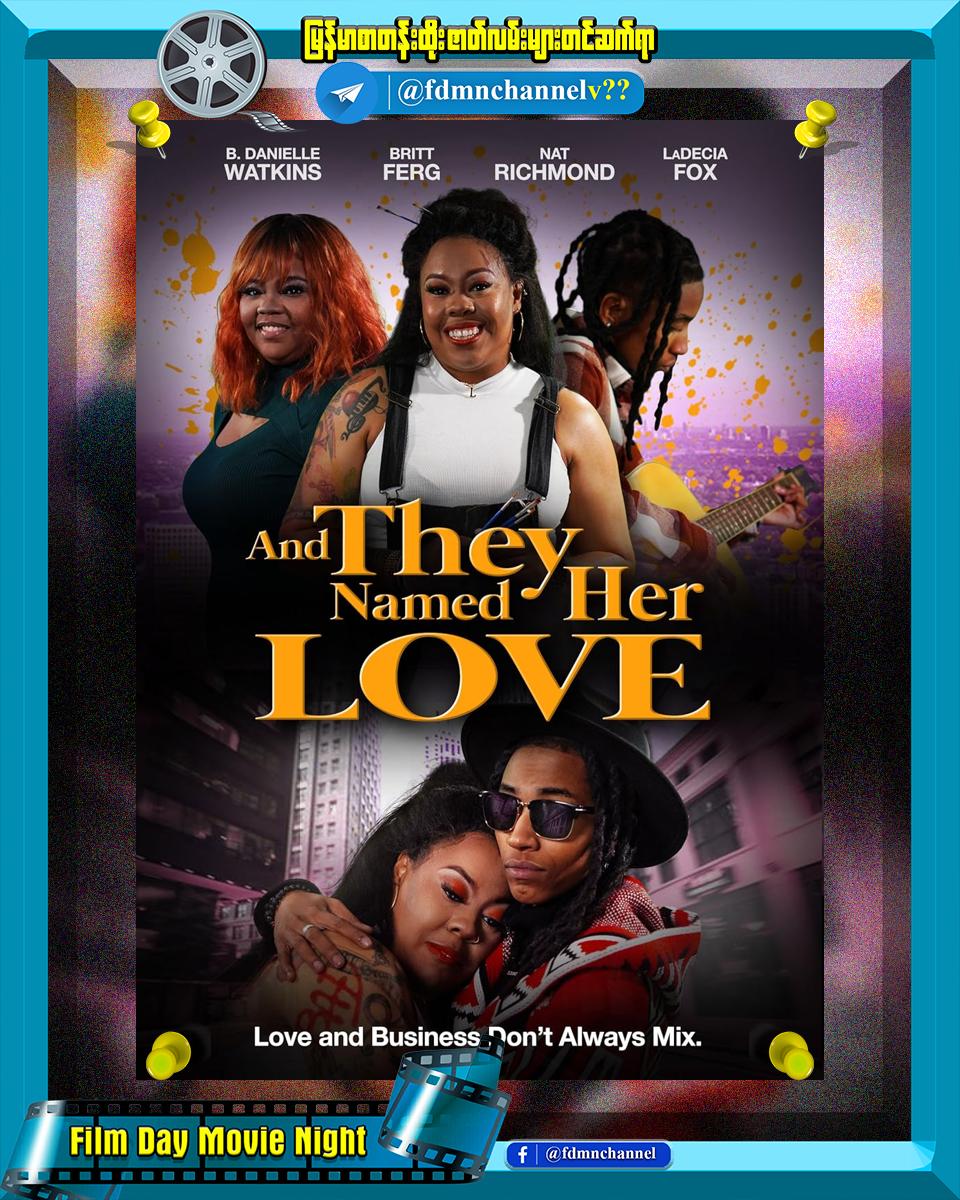 မြန်မာစာတန်းထိုးဇာတ်လမ်းများတင်ဆက်ရာ
@fdmnchannelv??
B. DANIELLE WATKINS
BRITT FERG
NAT RICHMOND
LADECIA FOX
And They
Named Her
LOVE
Love and Business Don't Always Mix.
Film Day Movie Night
f @fdmnchannel